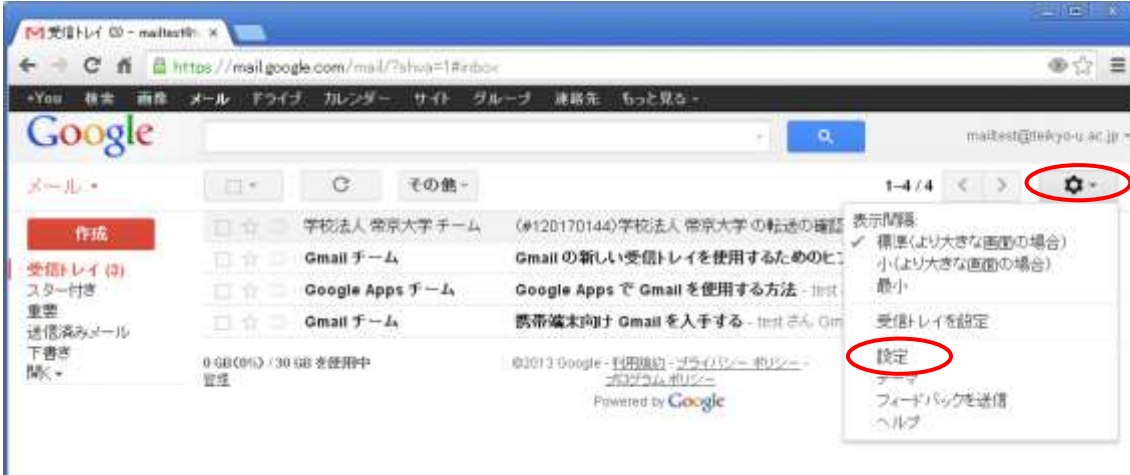 受信トレイ (3) - mailtest@
https://mail.google.com/mail/?shva=1#inbox
+You 検索 画像 メール ドライブ カレンダー サイト グループ 連絡先 もっと見る
Google
mailtest@teikyo-u.ac.jp
メール
その他
1–4 / 4
作成
受信トレイ (3)
スター付き
重要
送信済みメール
下書き
開く
学校法人 帝京大学 チーム (#120170144)学校法人 帝京大学 の転送の確認
Gmail チーム Gmail の新しい受信トレイを使用するためのヒン
Google Apps チーム Google Apps で Gmail を使用する方法 - test
Gmail チーム 携帯端末向け Gmail を入手する - test さん Gm
0 GB(0%) / 30 GB を使用中
管理
©2013 Google - 利用規約 - プライバシー ポリシー -
プログラム ポリシー
Powered by Google
表示間隔
✓ 標準(より大きな画面の場合)
小(より大きな画面の場合)
最小
受信トレイを設定
設定
テーマ
フィードバックを送信
ヘルプ